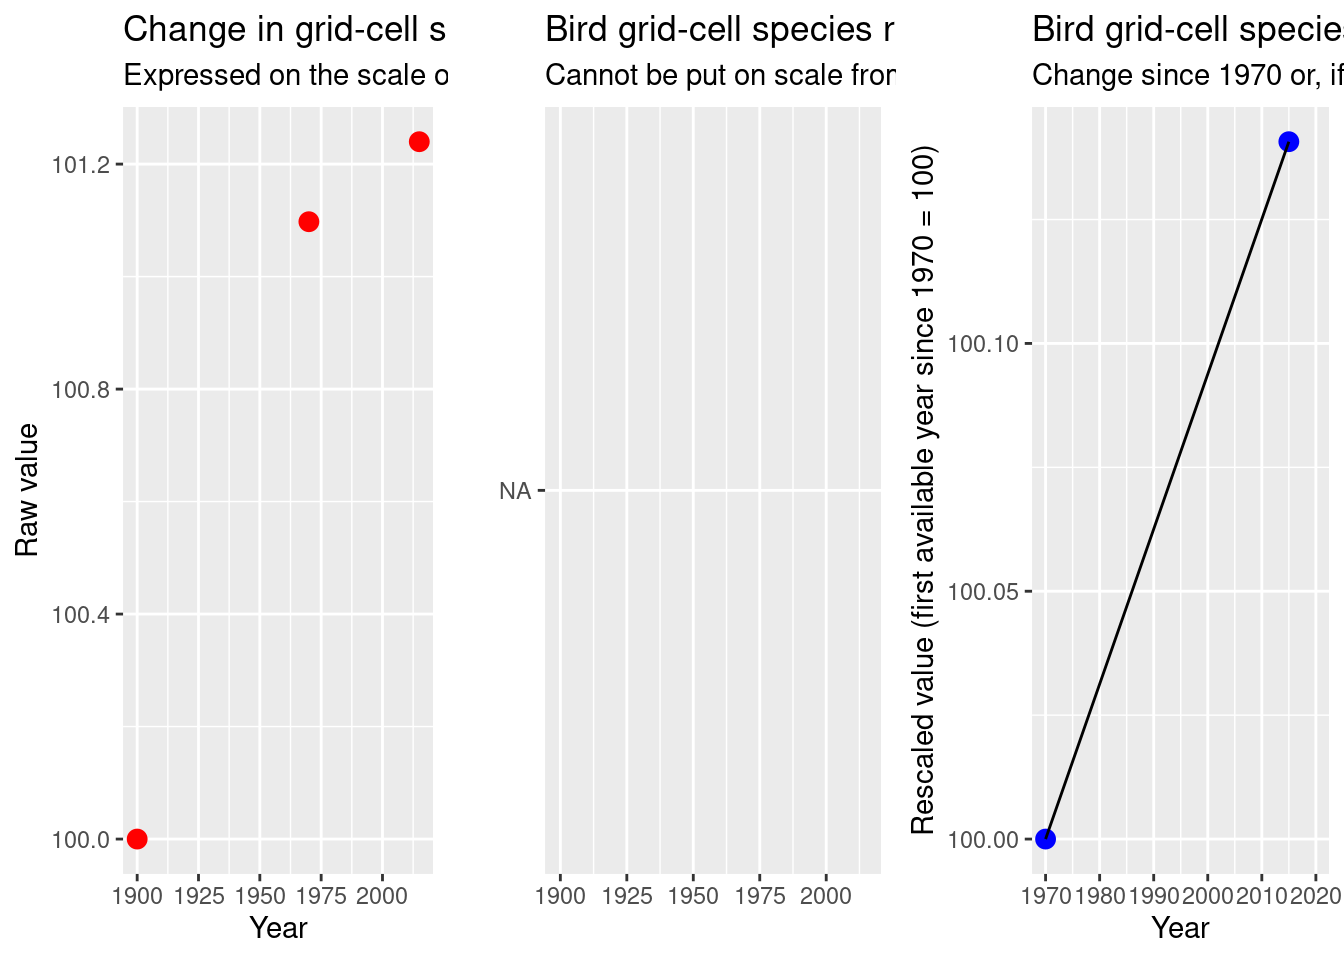 Change in grid-cell s
Expressed on the scale o
Raw value
101.2
100.8
100.4
100.0
1900 1925 1950 1975 2000
Year
Bird grid-cell species r
Cannot be put on scale fror
NA
1900 1925 1950 1975 2000
Bird grid-cell species
Change since 1970 or, if
Rescaled value (first available year since 1970 = 100)
100.10
100.05
100.00
1970 1980 1990 2000 2010 2020
Year